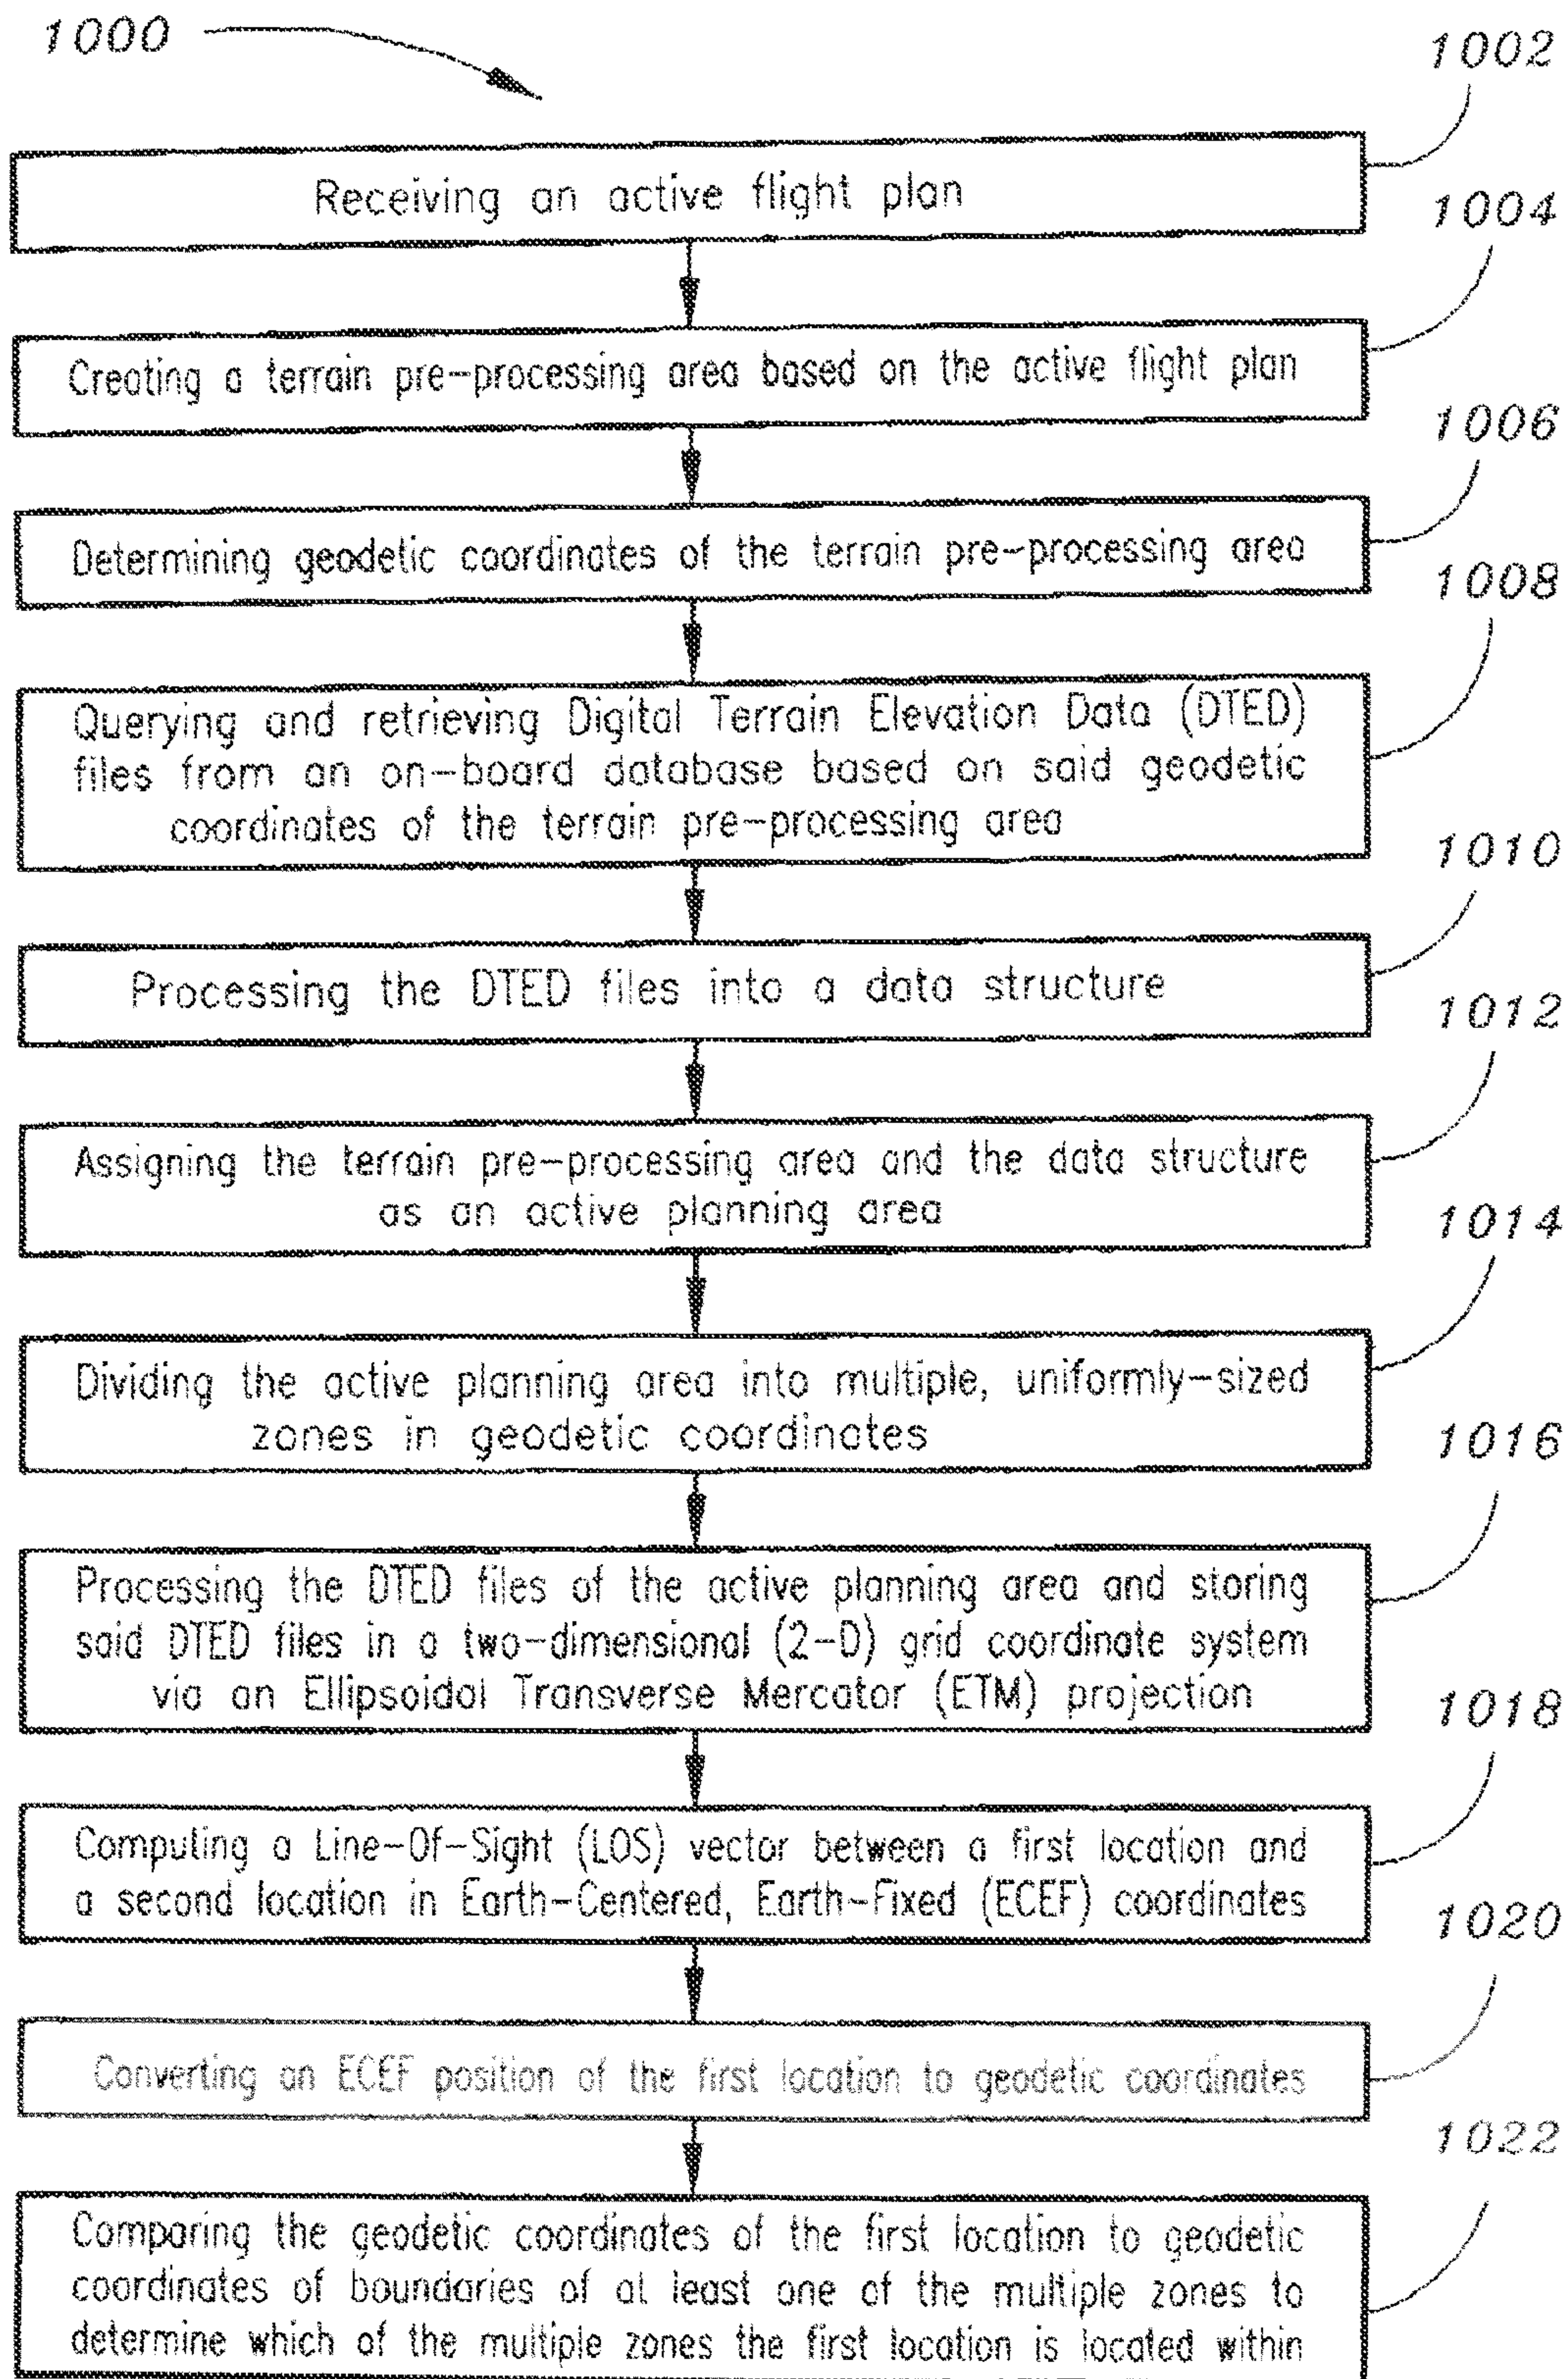 1000
1002
Receiving an active flight plan
1004
Creating a terrain pre-processing area based on the active flight plan
1006
Determining geodetic coordinates of the terrain pre-processing area
1008
Querying and retrieving Digital Terrain Elevation Data (DTED)
files from an on-board database based on said geodetic
coordinates of the terrain pre-processing area
1010
Processing the DTED files into a data structure
1012
Assigning the terrain pre-processing area and the data structure
as an active planning area
1014
Dividing the active planning area into multiple, uniformly-sized
zones in geodetic coordinates
1016
Processing the DTED files of the active planning area and storing
said DTED files in a two-dimensional (2-D) grid coordinate system
via an Ellipsoidal Transverse Mercator (ETM) projection
1018
Computing a Line-Of-Sight (LOS) vector between a first location and
a second location in Earth-Centered, Earth-Fixed (ECEF) coordinates
1020
Converting an ECEF position of the first location to geodetic coordinates
1022
Comparing the geodetic coordinates of the first location to geodetic
coordinates of boundaries of at least one of the multiple zones to
determine which of the multiple zones the first location is located within